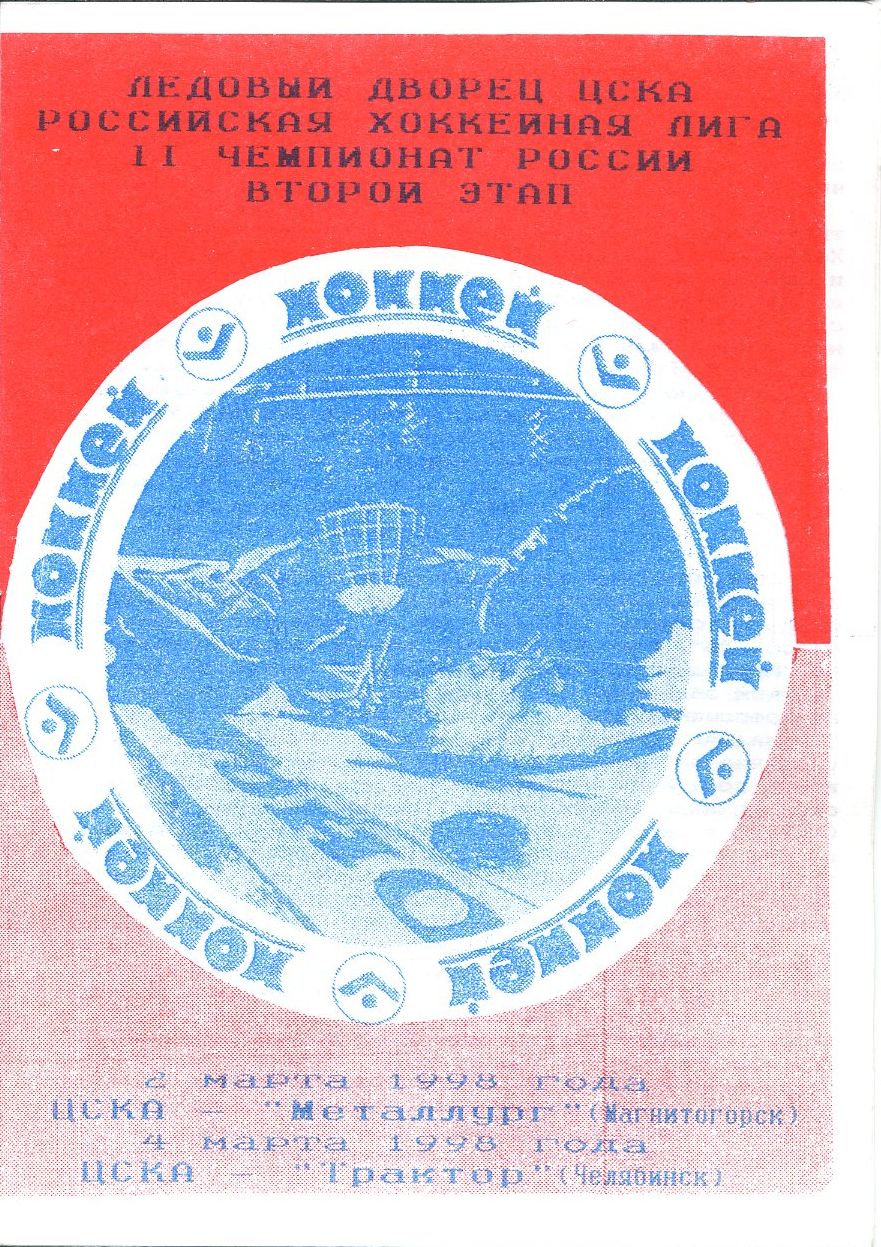 ЛЕДОВЫЙ ДВОРЕЦ ЦСКА
РОССИЙСКАЯ ХОККЕЙНАЯ ЛИГА
II ЧЕМПИОНАТ РОССИИ
ВТОРОЙ ЭТАП
хоккей
хоккей
хоккей
хоккей
хоккей
2 марта 1998 года
ЦСКА - "Металлург"(Магнитогорск)
4 марта 1998 года
ЦСКА - "Трактор"(Челябинск)